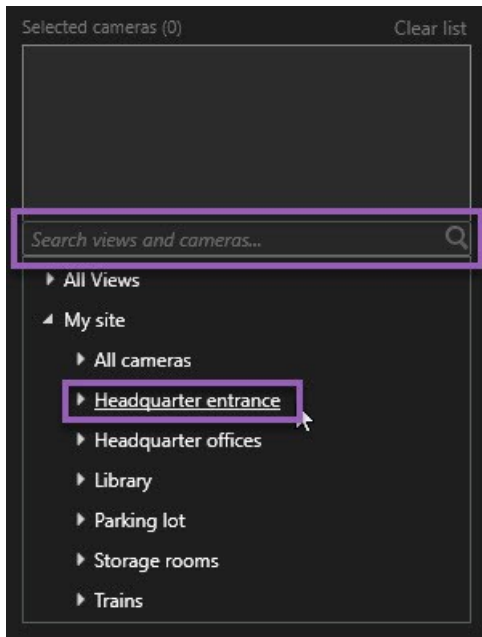 Selected cameras (0) Clear list
Search views and cameras...
All Views
My site
All cameras
Headquarter entrance
Headquarter offices
Library
Parking lot
Storage rooms
Trains